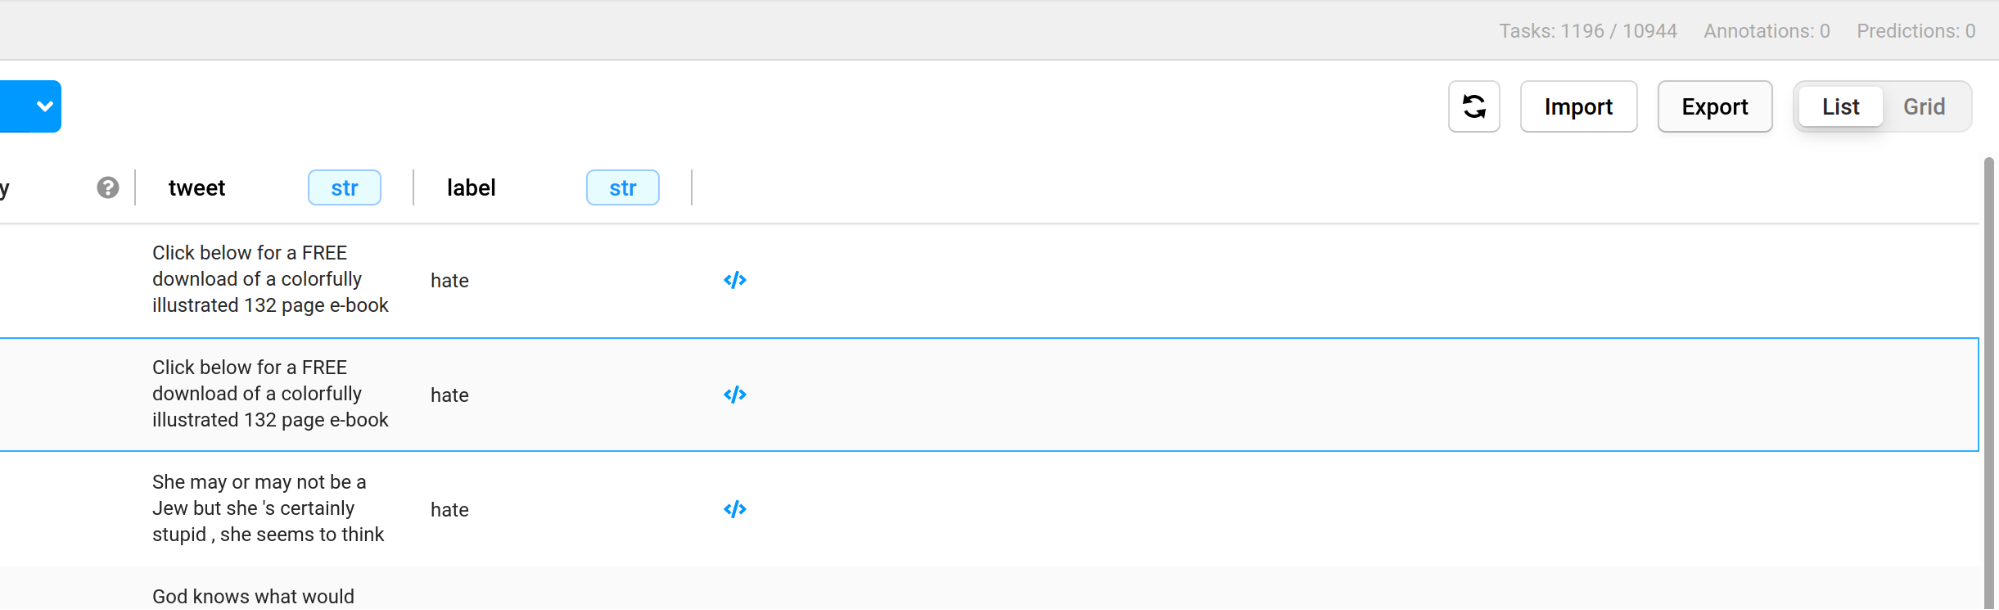 Tasks: 1196 / 10944 Annotations: 0 Predictions: 0
Import Export List Grid
y tweet str label str
Click below for a FREE
download of a colorfully
illustrated 132 page e-book
hate
Click below for a FREE
download of a colorfully
illustrated 132 page e-book
hate
She may or may not be a
Jew but she 's certainly
stupid , she seems to think
hate
God knows what would